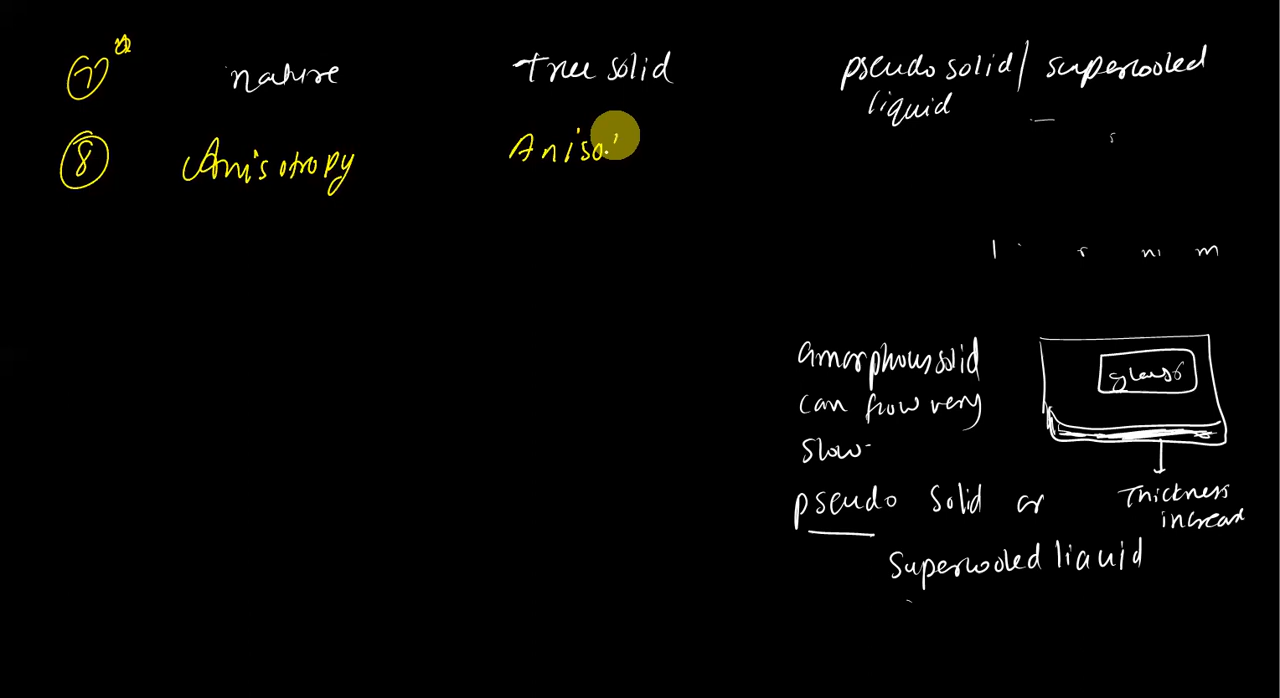 7 nature True solid pseudo solid/ supercooled
liquid
8 Anisotropy Aniso
amorphous solid
can flow very
slow-
pseudo solid or
supercooled liquid
glass
Thickness
increase